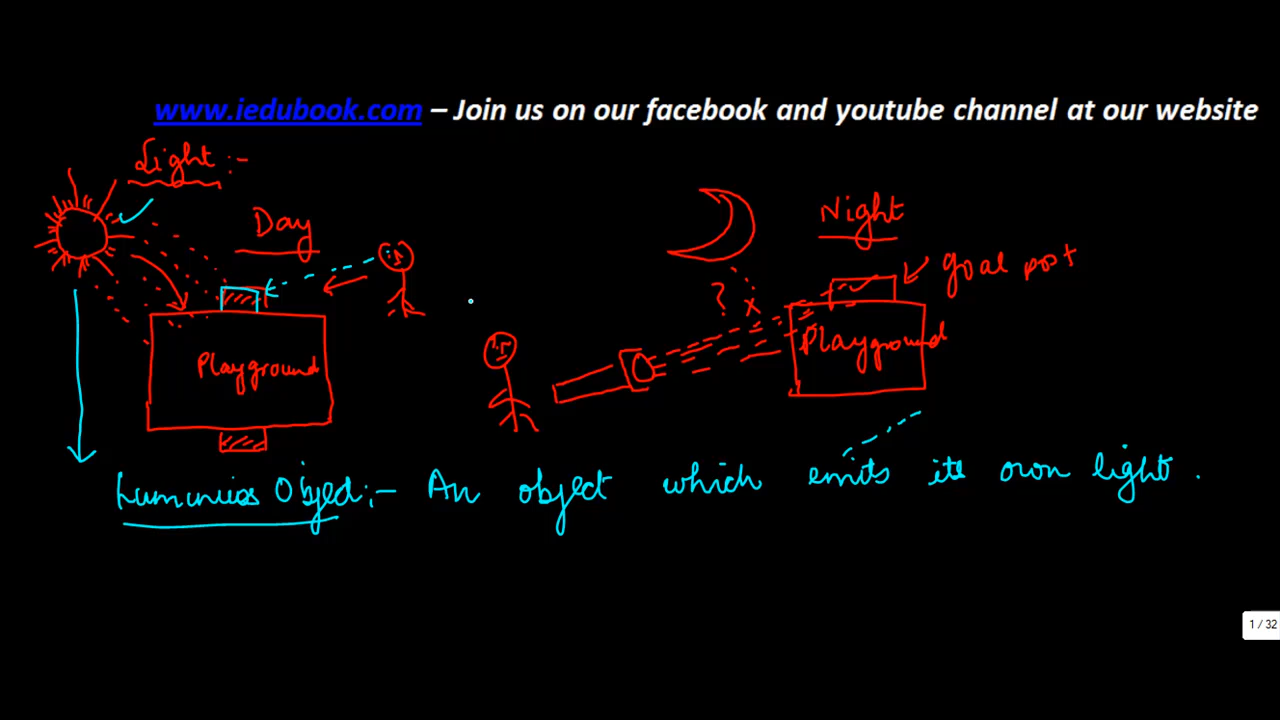 www.iedubook.com – Join us on our facebook and youtube channel at our website
Light :-
Day
Night
Goal post
?
x
Playground
Playground
Luminuios Object :- An object which emits its own light .
1 / 32